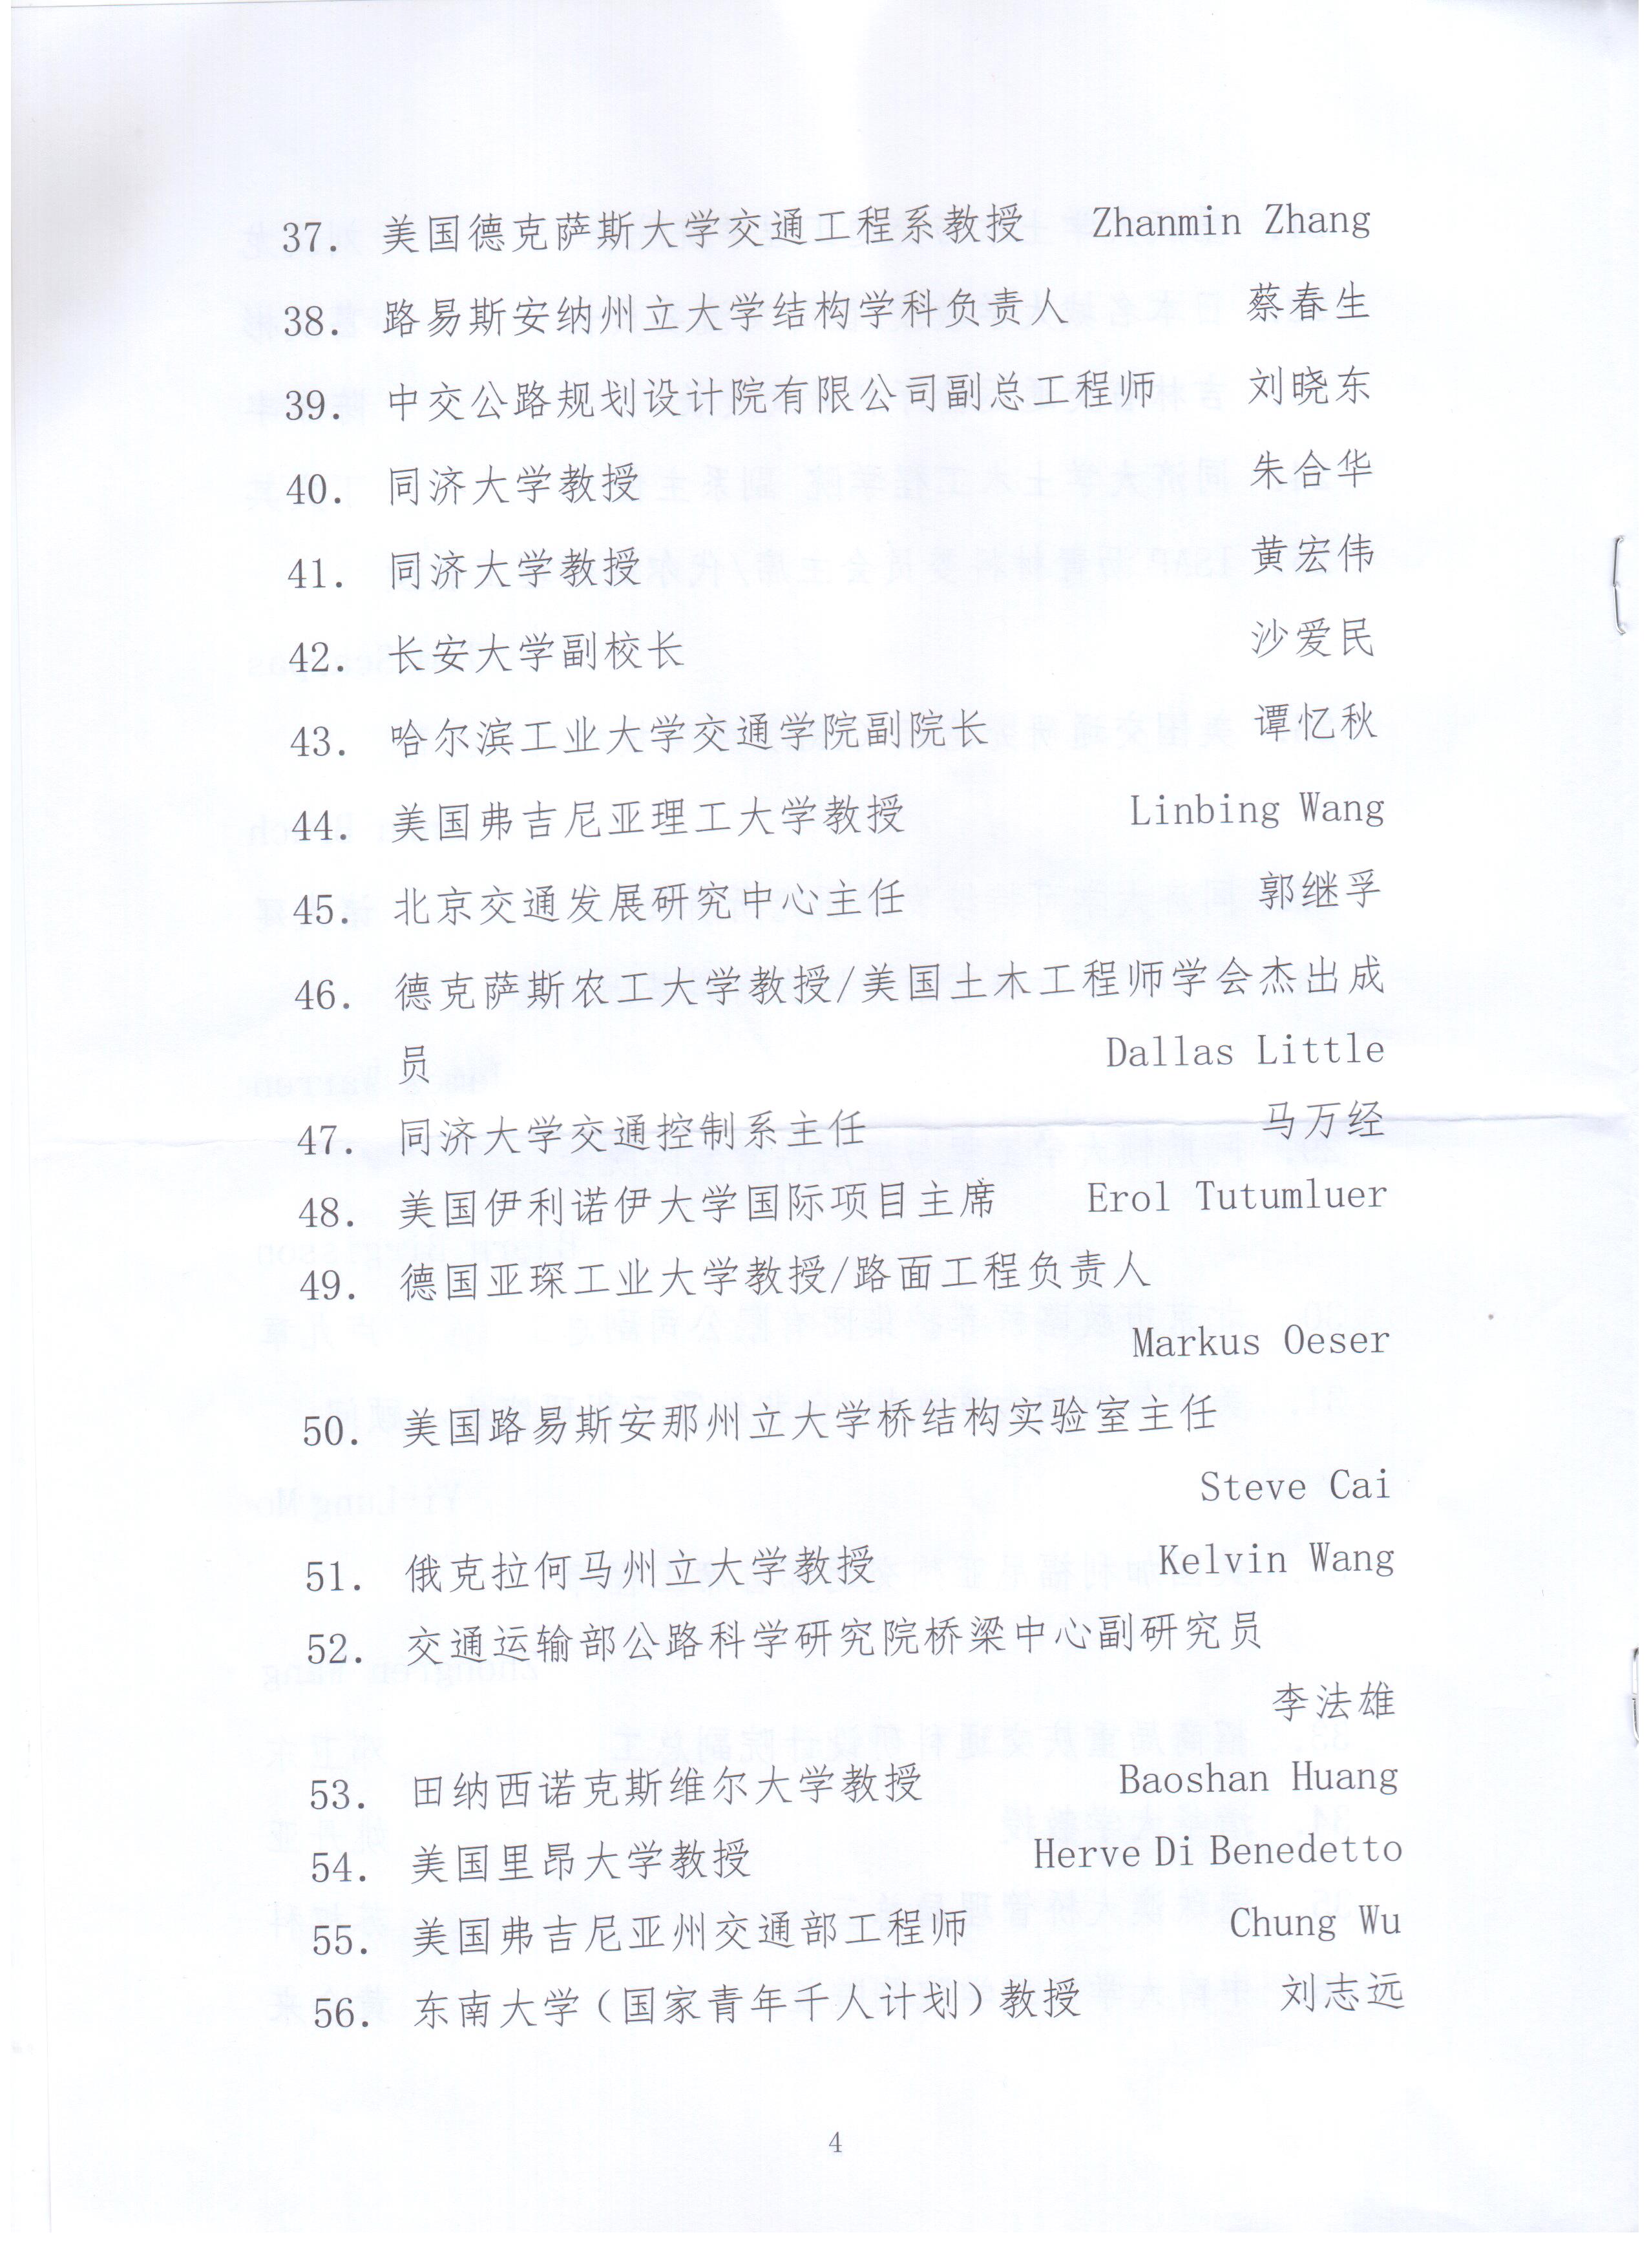 37. 美国德克萨斯大学交通工程系教授 Zhanmin Zhang
38. 路易斯安纳州立大学结构学科负责人 蔡春生
39. 中交公路规划设计院有限公司副总工程师 刘晓东
40. 同济大学教授 朱合华
41. 同济大学教授 黄宏伟
42. 长安大学副校长 沙爱民
43. 哈尔滨工业大学交通学院副院长 谭忆秋
44. 美国弗吉尼亚理工大学教授 Linbing Wang
45. 北京交通发展研究中心主任 郭继孚
46. 德克萨斯农工大学教授/美国土木工程师学会杰出成
员 Dallas Little
47. 同济大学交通控制系主任 马万经
48. 美国伊利诺伊大学国际项目主席 Erol Tutumluer
49. 德国亚琛工业大学教授/路面工程负责人
Markus Oeser
50. 美国路易斯安那州立大学桥结构实验室主任
Steve Cai
51. 俄克拉何马州立大学教授 Kelvin Wang
52. 交通运输部公路科学研究院桥梁中心副研究员
李法雄
53. 田纳西诺克斯维尔大学教授 Baoshan Huang
54. 美国里昂大学教授 Herve Di Benedetto
55. 美国弗吉尼亚州交通部工程师 Chung Wu
56. 东南大学（国家青年千人计划）教授 刘志远
4